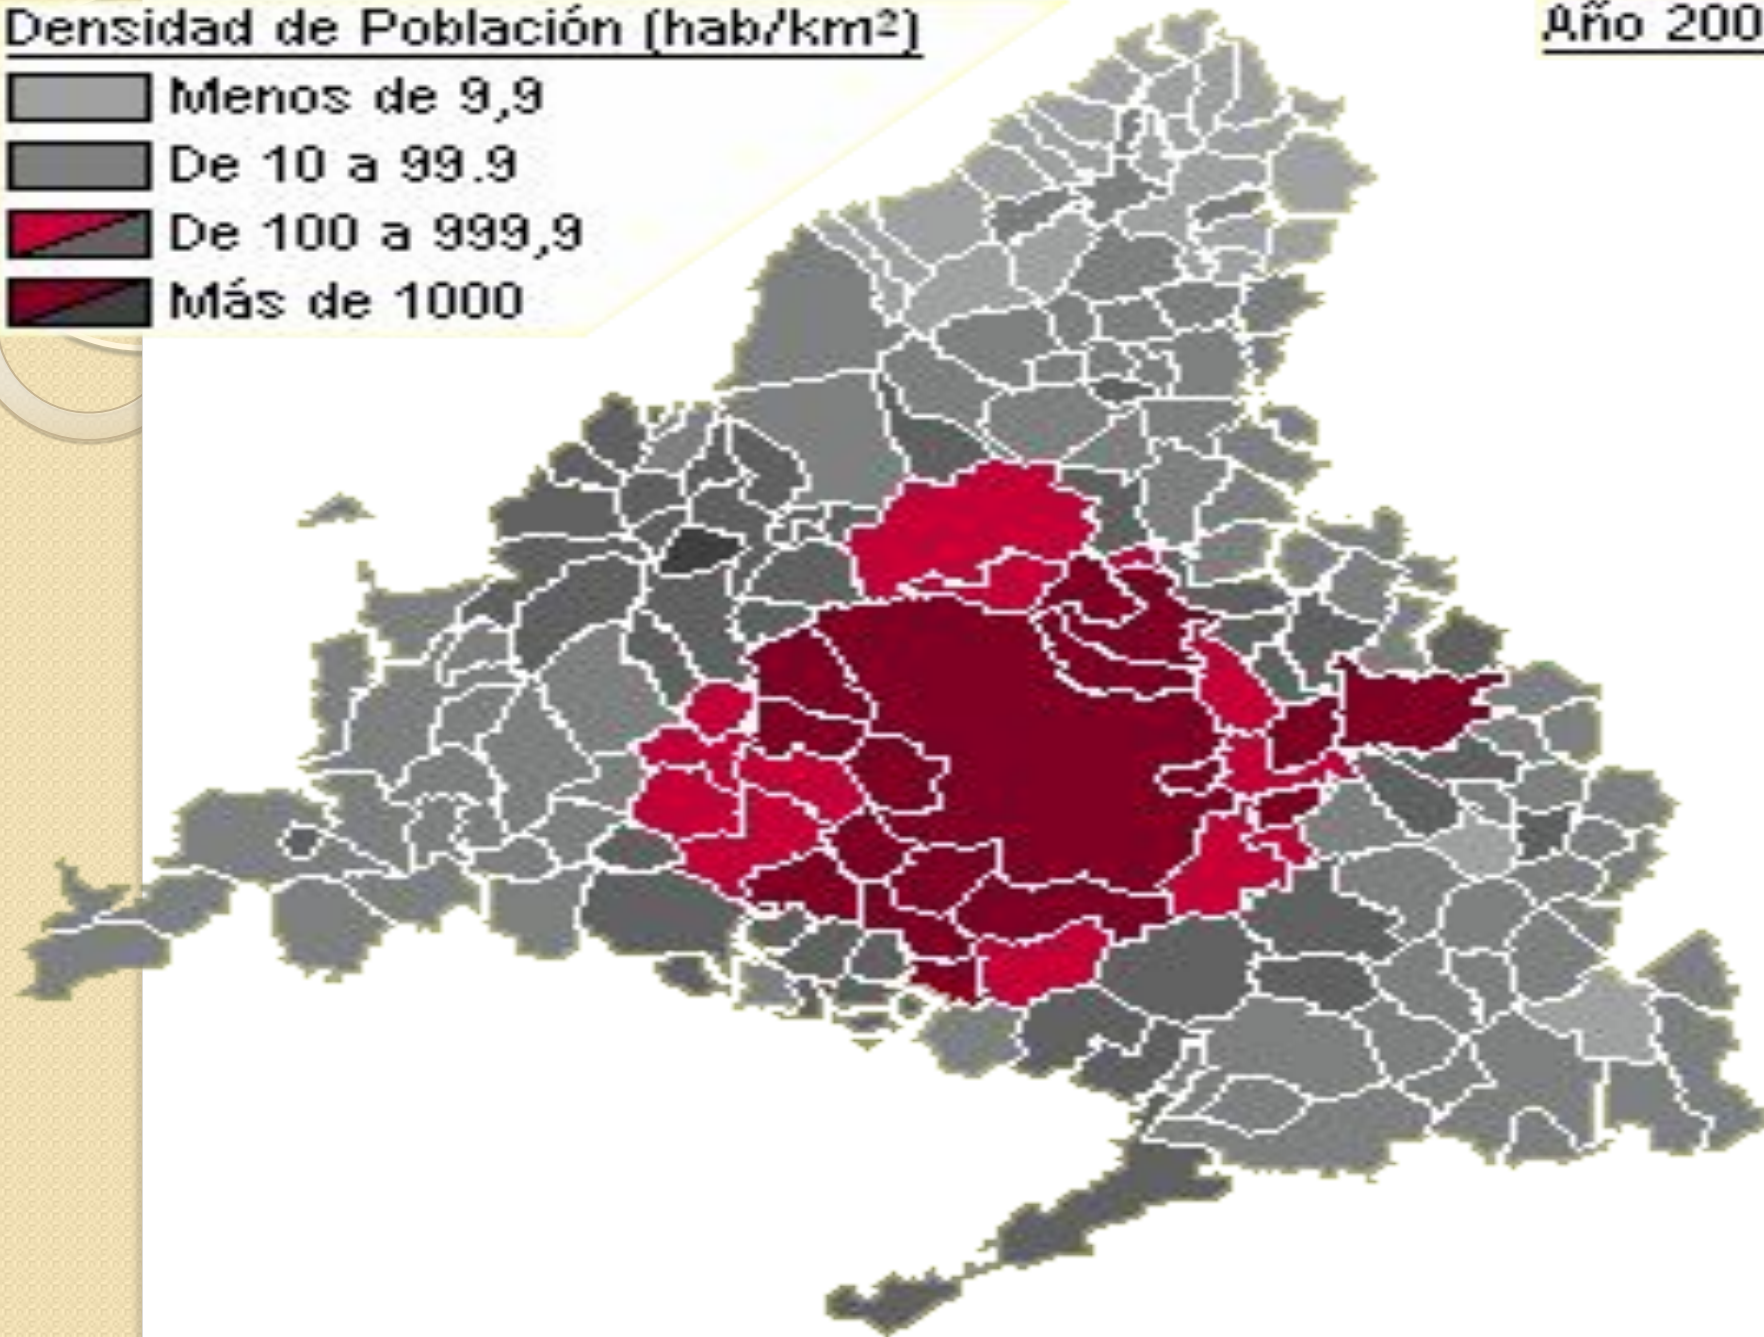 Densidad de Población (hab/km²)
Menos de 9,9
De 10 a 99.9
De 100 a 999,9
Más de 1000
Año 200